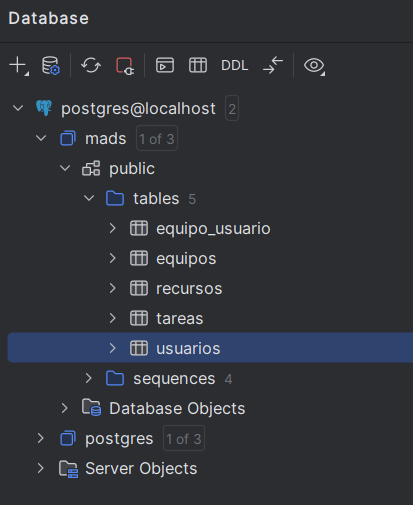 Database
DDL
postgres@localhost 2
mads 1 of 3
public
tables 5
equipo_usuario
equipos
recursos
tareas
usuarios
sequences 4
Database Objects
postgres 1 of 3
Server Objects